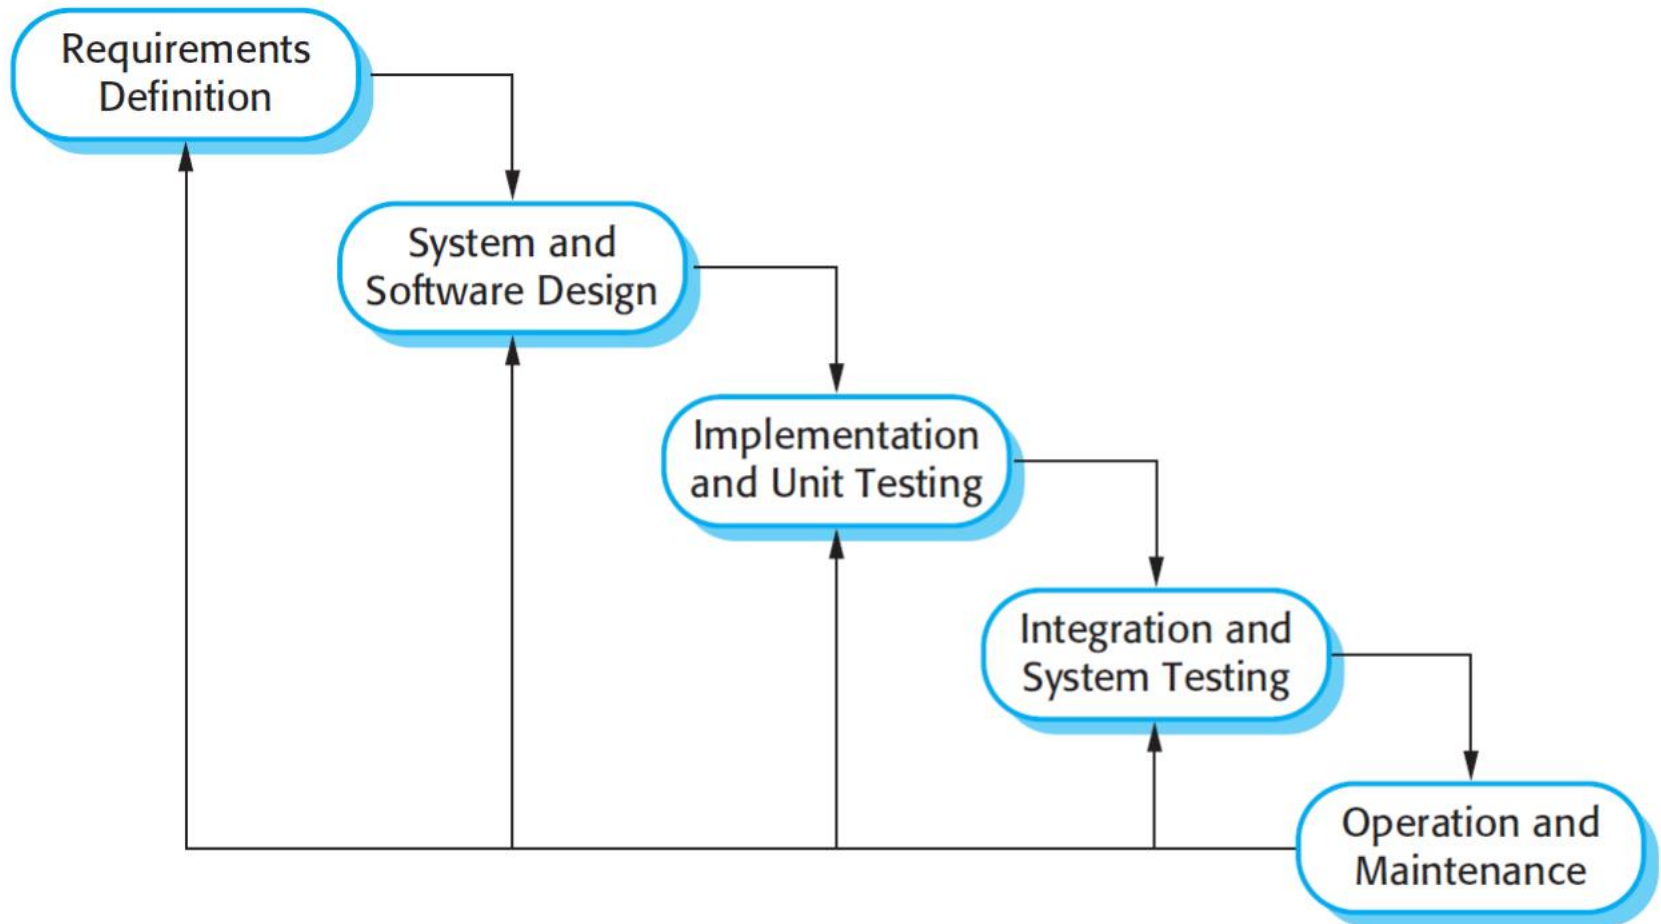 Requirements
Definition
System and
Software Design
Implementation
and Unit Testing
Integration and
System Testing
Operation and
Maintenance